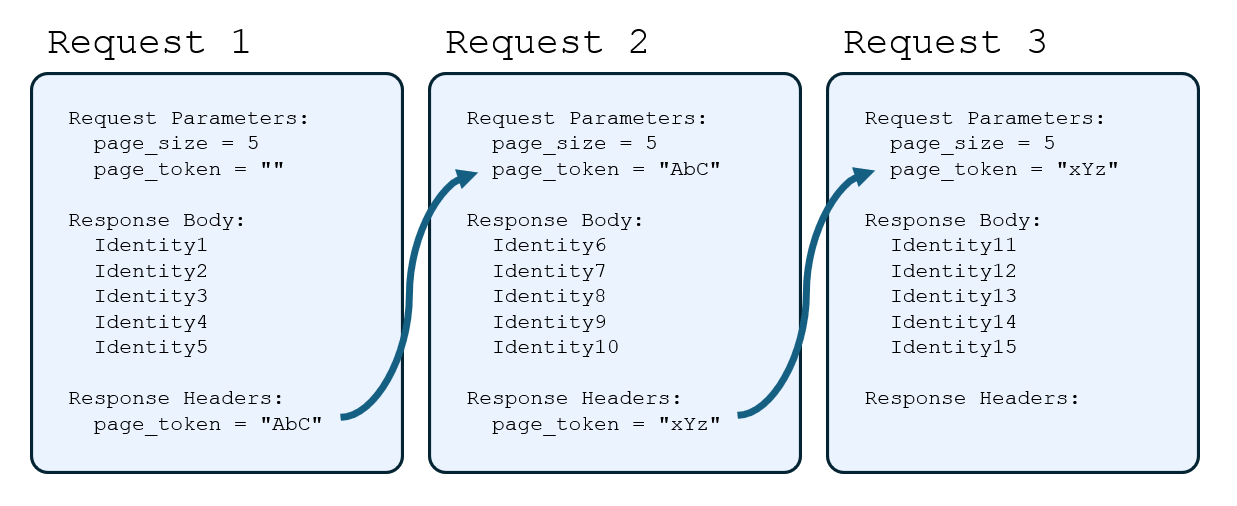 Request 1
Request Parameters:
page_size = 5
page_token = ""
Response Body:
Identity1
Identity2
Identity3
Identity4
Identity5
Response Headers:
page_token = "AbC"
Request 2
Request Parameters:
page_size = 5
page_token = "AbC"
Response Body:
Identity6
Identity7
Identity8
Identity9
Identity10
Response Headers:
page_token = "xYz"
Request 3
Request Parameters:
page_size = 5
page_token = "xYz"
Response Body:
Identity11
Identity12
Identity13
Identity14
Identity15
Response Headers: